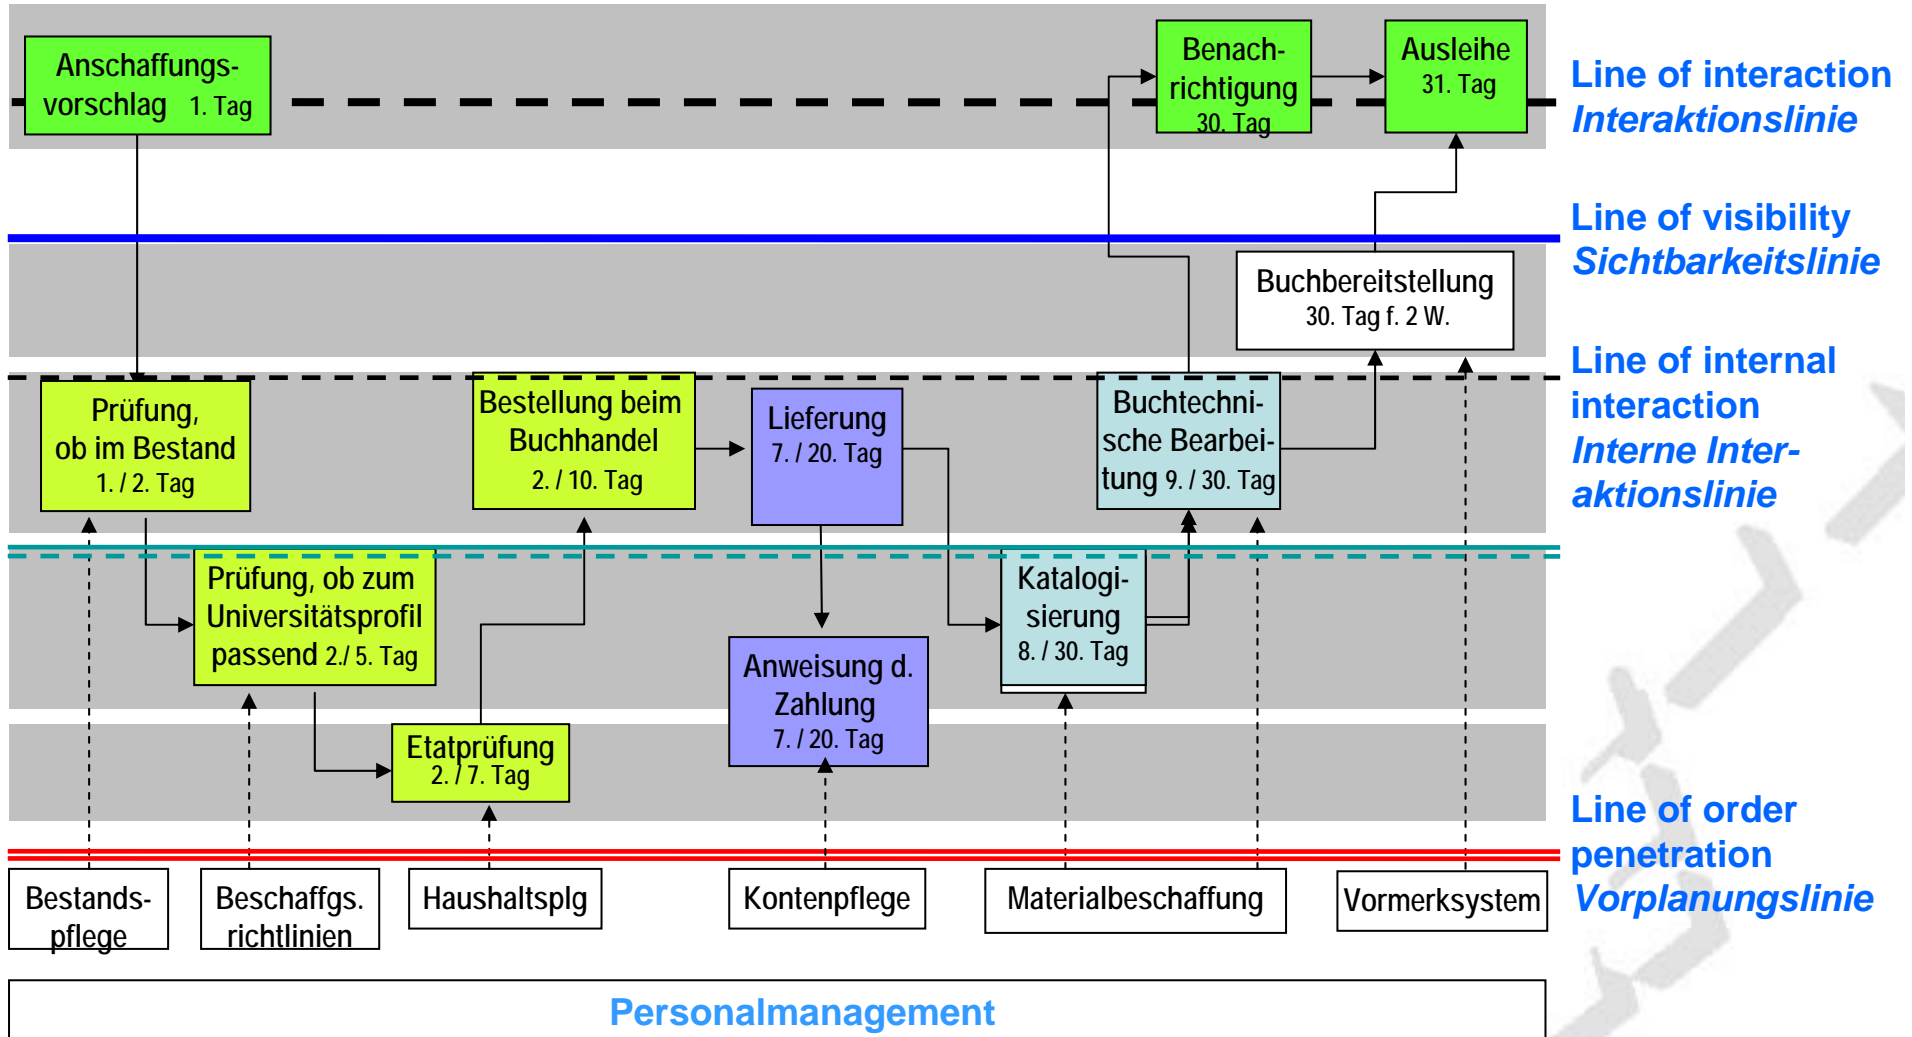 Anschaffungs-
vorschlag 1. Tag
Benach-
richtigung
30. Tag
Ausleihe
31. Tag
Line of interaction
Interaktionslinie
Line of visibility
Sichtbarkeitslinie
Buchbereitstellung
30. Tag f. 2 W.
Line of internal
interaction
Interne Inter-
aktionslinie
Prüfung,
ob im Bestand
1. / 2. Tag
Bestellung beim
Buchhandel
2. / 10. Tag
Lieferung
7. / 20. Tag
Buchtechni-
sche Bearbei-
tung 9. / 30. Tag
Prüfung, ob zum
Universitätsprofil
passend 2./ 5. Tag
Katalogi-
sierung
8. / 30. Tag
Anweisung d.
Zahlung
7. / 20. Tag
Etatprüfung
2. / 7. Tag
Line of order
penetration
Vorplanungslinie
Bestands-
pflege
Beschaffgs.
richtlinien
Haushaltsplg
Kontenpflege
Materialbeschaffung
Vormerksystem
Personalmanagement